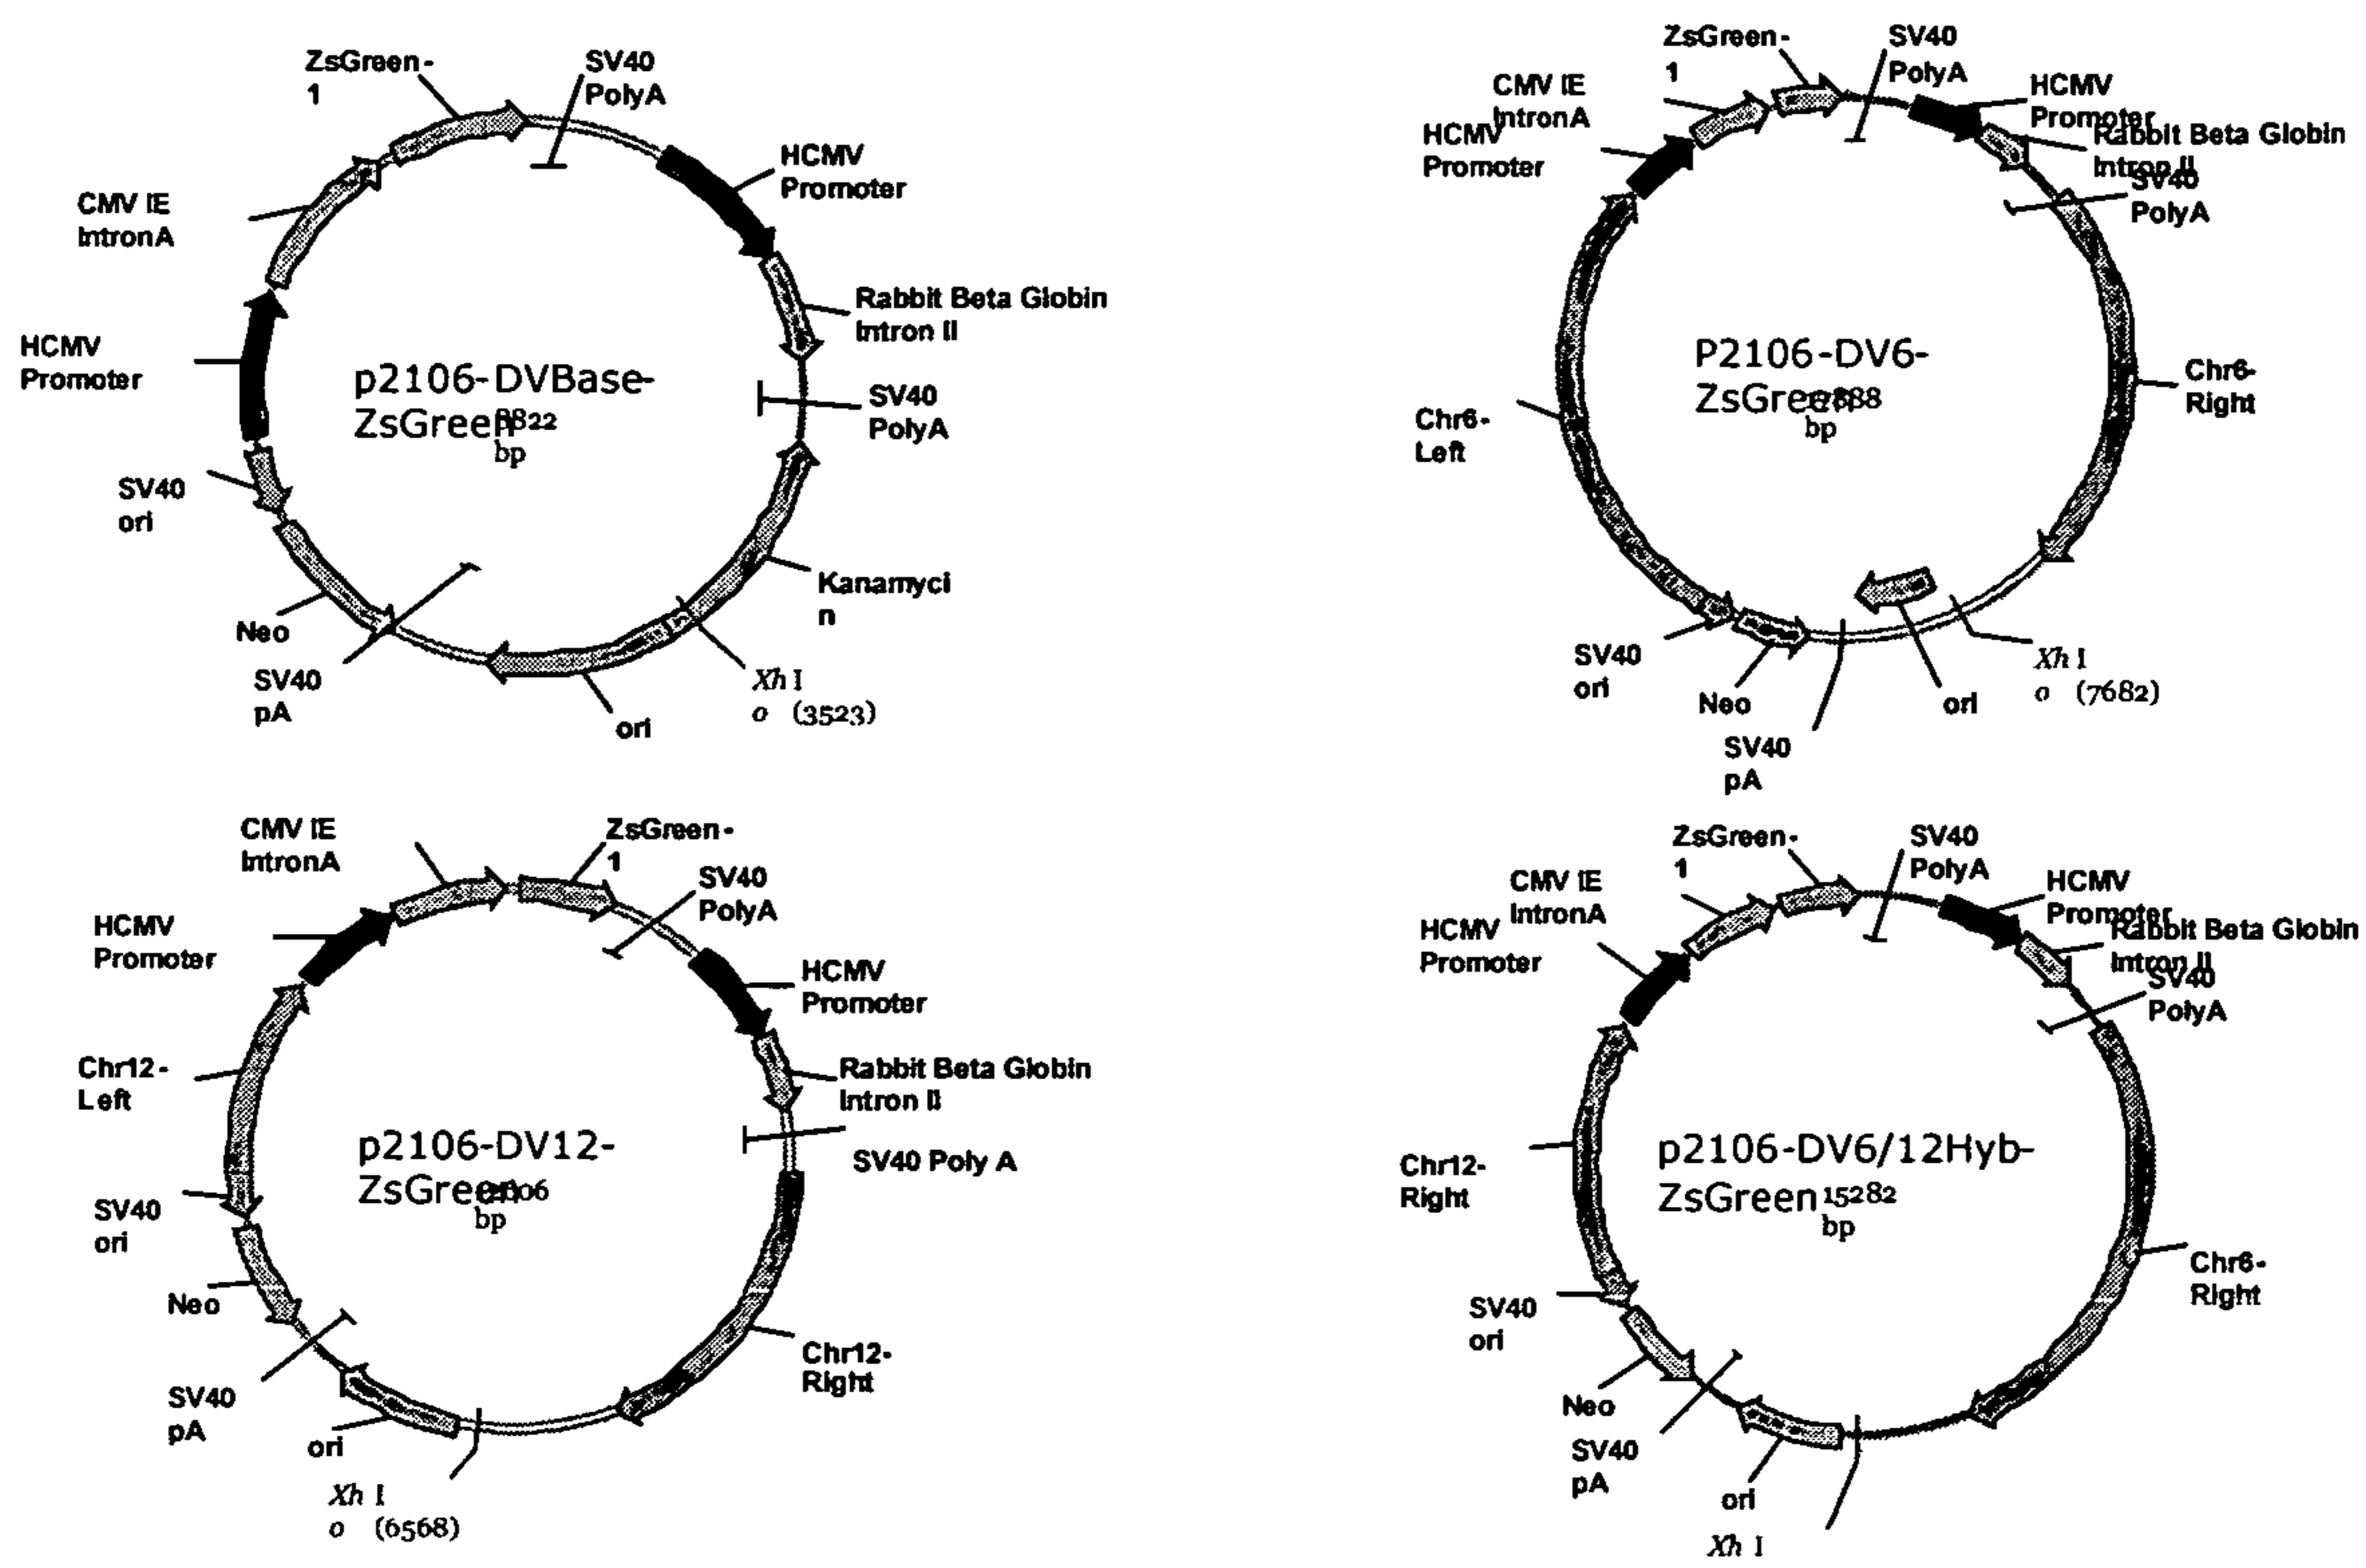 ZsGreen-
1
SV40
PolyA
HCMV
Promoter
CMV IE
IntronA
Rabbit Beta Globin
Intron II
HCMV
Promoter
p2106-DVBase-
ZsGreen
bp
SV40
PolyA
SV40
ori
Kanamyci
n
Neo
SV40
pA
Xh I
o (3523)
ori
ZsGreen-
1
SV40
PolyA
CMV IE
IntronA
HCMV
Promoter
HCMV
Promoter
Rabbit Beta Globin
Intron II
SV40
PolyA
P2106-DV6-
ZsGreen
bp
Chr6-
Right
Chr6-
Left
SV40
ori
Neo
SV40
pA
ori
Xh I
o (7682)
CMV IE
IntronA
ZsGreen-
1
SV40
PolyA
HCMV
Promoter
HCMV
Promoter
Chr12-
Left
Rabbit Beta Globin
Intron II
p2106-DV12-
ZsGreen
bp
SV40 Poly A
SV40
ori
Neo
Chr12-
Right
SV40
pA
ori
Xh I
o (6568)
ZsGreen-
1
SV40
PolyA
CMV IE
IntronA
HCMV
Promoter
HCMV
Promoter
Rabbit Beta Globin
Intron II
SV40
PolyA
p2106-DV6/12Hyb-
ZsGreen 15282
bp
Chr12-
Right
Chr6-
Right
SV40
ori
Neo
SV40
pA
ori
Xh I